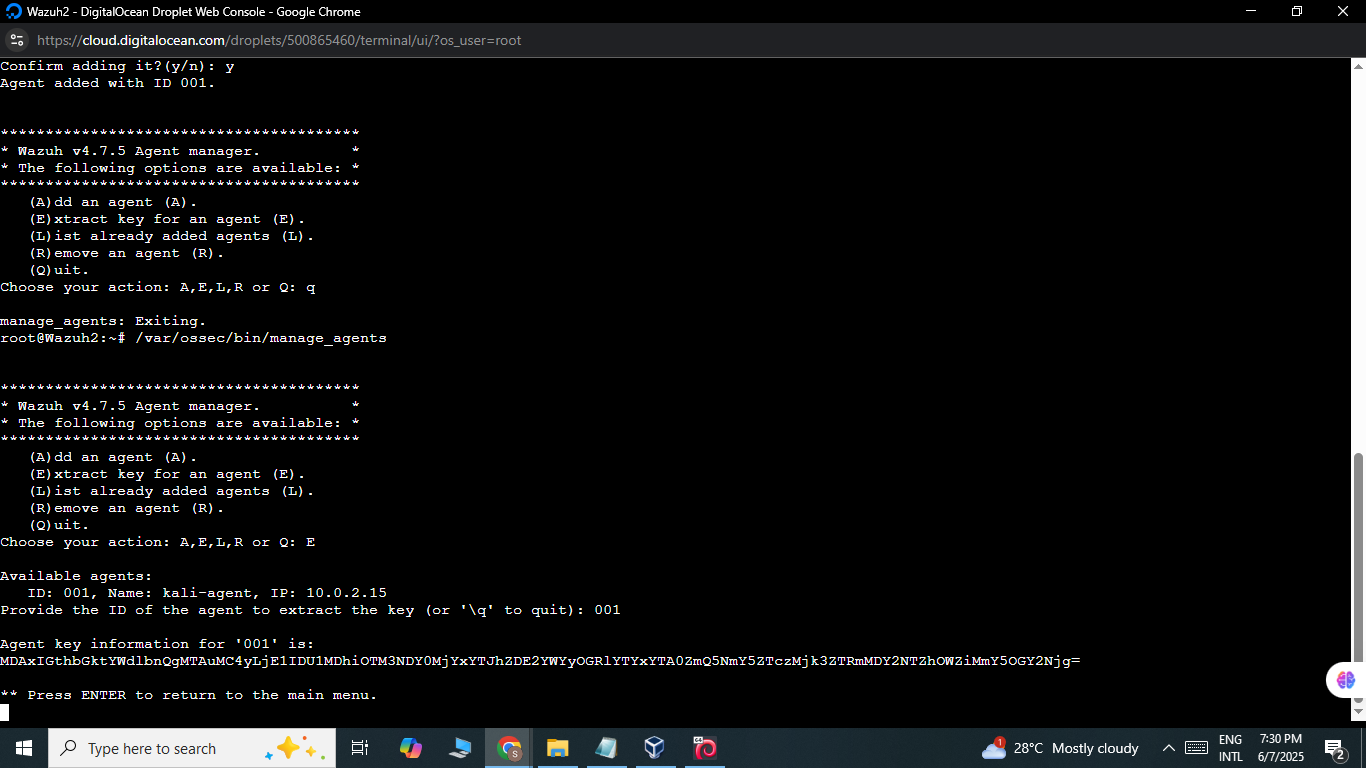 Wazuh2 - DigitalOcean Droplet Web Console - Google Chrome
https://cloud.digitalocean.com/droplets/500865460/terminal/ui/?os_user=root
Confirm adding it?(y/n): y
Agent added with ID 001.
****************************************
* Wazuh v4.7.5 Agent manager. *
* The following options are available: *
****************************************
(A)dd an agent (A).
(E)xtract key for an agent (E).
(L)ist already added agents (L).
(R)emove an agent (R).
(Q)uit.
Choose your action: A,E,L,R or Q: q
manage_agents: Exiting.
root@Wazuh2:~# /var/ossec/bin/manage_agents
****************************************
* Wazuh v4.7.5 Agent manager. *
* The following options are available: *
****************************************
(A)dd an agent (A).
(E)xtract key for an agent (E).
(L)ist already added agents (L).
(R)emove an agent (R).
(Q)uit.
Choose your action: A,E,L,R or Q: E
Available agents:
ID: 001, Name: kali-agent, IP: 10.0.2.15
Provide the ID of the agent to extract the key (or '\q' to quit): 001
Agent key information for '001' is:
MDAxIGthbGktYWdlbnQgMTAuMC4yLjE1IDU1MDhiOTM3NDY0MjYxYTJhZDE2YWYyOGRlYTYxYTA0ZmQ5NmY5ZTczMjk3ZTRmMDY2NTZhOWZiMmY5OGY2Njg=
** Press ENTER to return to the main menu.
Type here to search
1
28°C Mostly cloudy
ENG
INTL
7:30 PM
6/7/2025
2